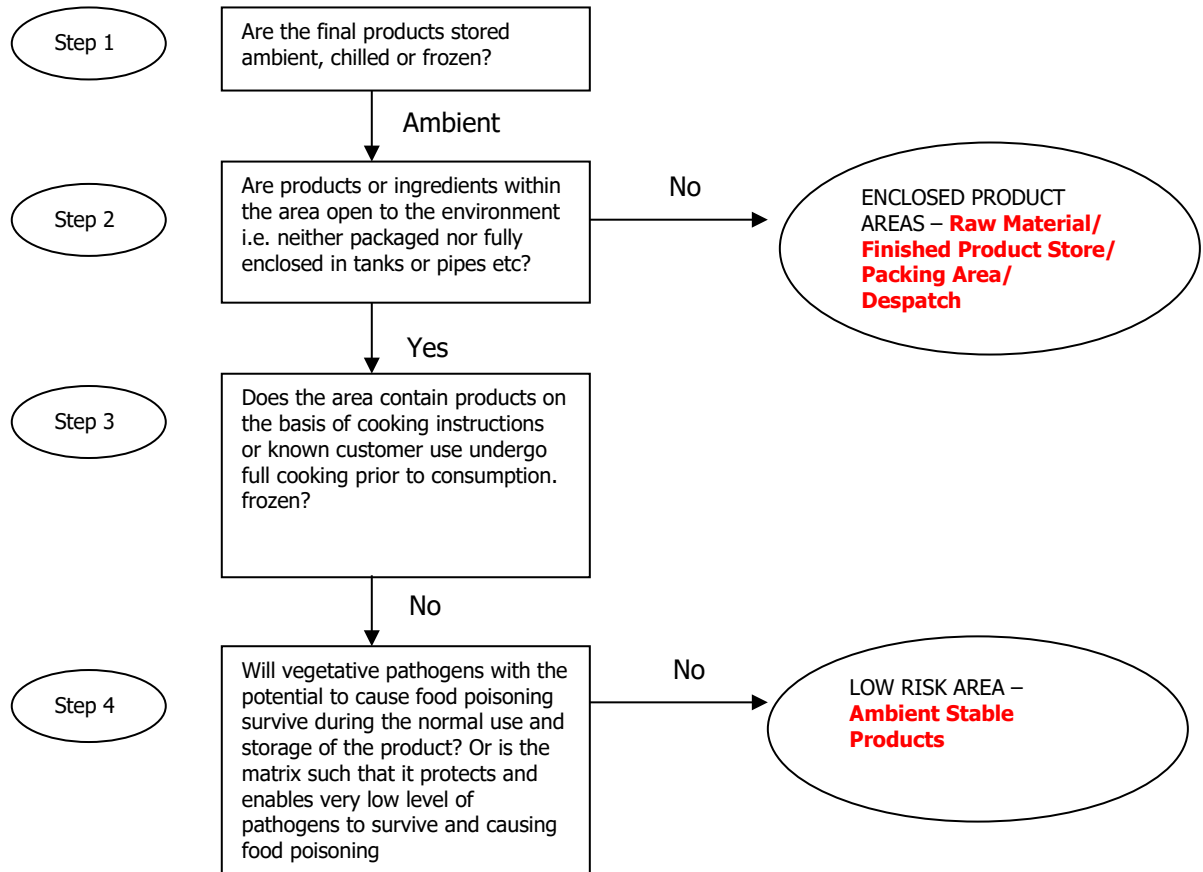 Step 1
Are the final products stored
ambient, chilled or frozen?
Ambient
Step 2
Are products or ingredients within
the area open to the environment
i.e. neither packaged nor fully
enclosed in tanks or pipes etc?
No
ENCLOSED PRODUCT
AREAS – Raw Material/
Finished Product Store/
Packing Area/
Despatch
Yes
Step 3
Does the area contain products on
the basis of cooking instructions
or known customer use undergo
full cooking prior to consumption.
frozen?
No
Step 4
Will vegetative pathogens with the
potential to cause food poisoning
survive during the normal use and
storage of the product? Or is the
matrix such that it protects and
enables very low level of
pathogens to survive and causing
food poisoning
No
LOW RISK AREA –
Ambient Stable
Products